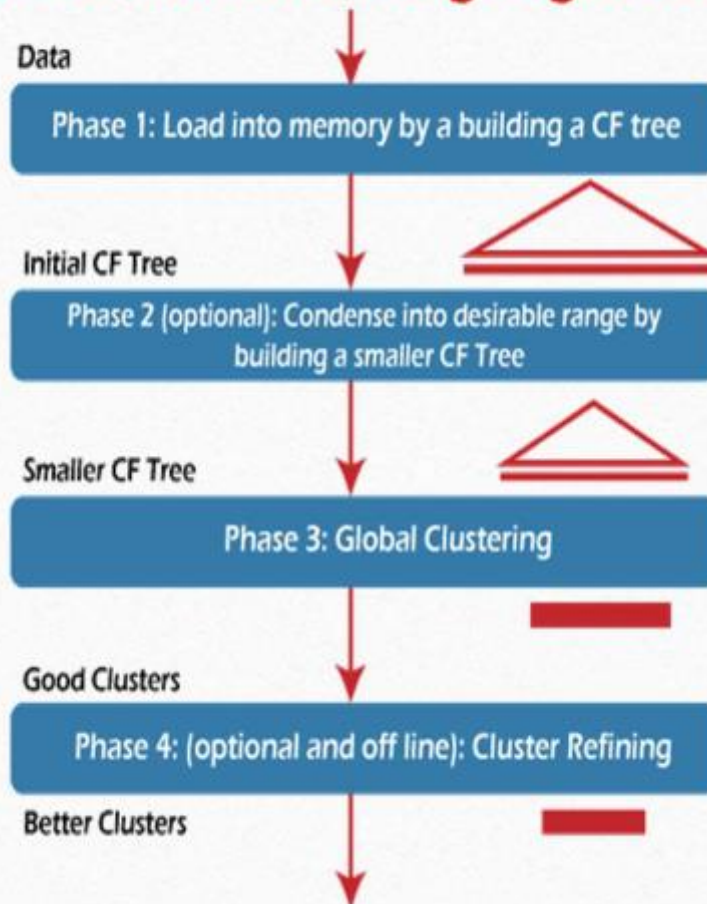 Data
Phase 1: Load into memory by a building a CF tree
Initial CF Tree
Phase 2 (optional): Condense into desirable range by
building a smaller CF Tree
Smaller CF Tree
Phase 3: Global Clustering
Good Clusters
Phase 4: (optional and off line): Cluster Refining
Better Clusters